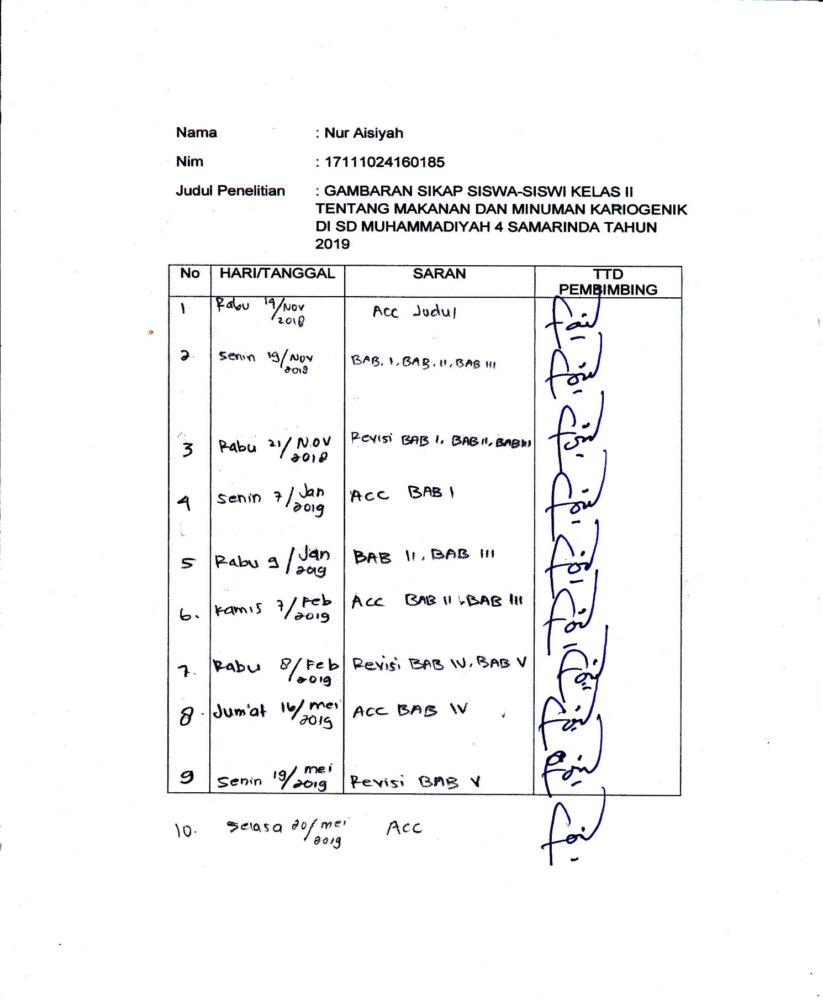 Nama : Nur Aisiyah
Nim : 17111024160185
Judul Penelitian : GAMBARAN SIKAP SISWA-SISWI KELAS II
TENTANG MAKANAN DAN MINUMAN KARIOGENIK
DI SD MUHAMMADIYAH 4 SAMARINDA TAHUN
2019
No HARI/TANGGAL SARAN TTD
PEMBIMBING
1 Rabu 14/Nov Acc Judul
2018
2. Senin 19/Nov BAB. I, BAB. II, BAB III
2018
3 Rabu 21/Nov Revisi BAB I, BAB II, BAB III
2018
4 Senin 7/Jan Acc BAB I
2019
5 Rabu 9/Jan BAB II, BAB III
2019
6. Kamis 7/Feb Acc BAB II, BAB III
2019
7. Rabu 8/Feb Revisi BAB IV, BAB V
2019
8. Jum'at 16/mei Acc BAB IV
2019
9 Senin 19/mei Revisi BAB V
2019
10. Selasa 20/mei Acc
2019